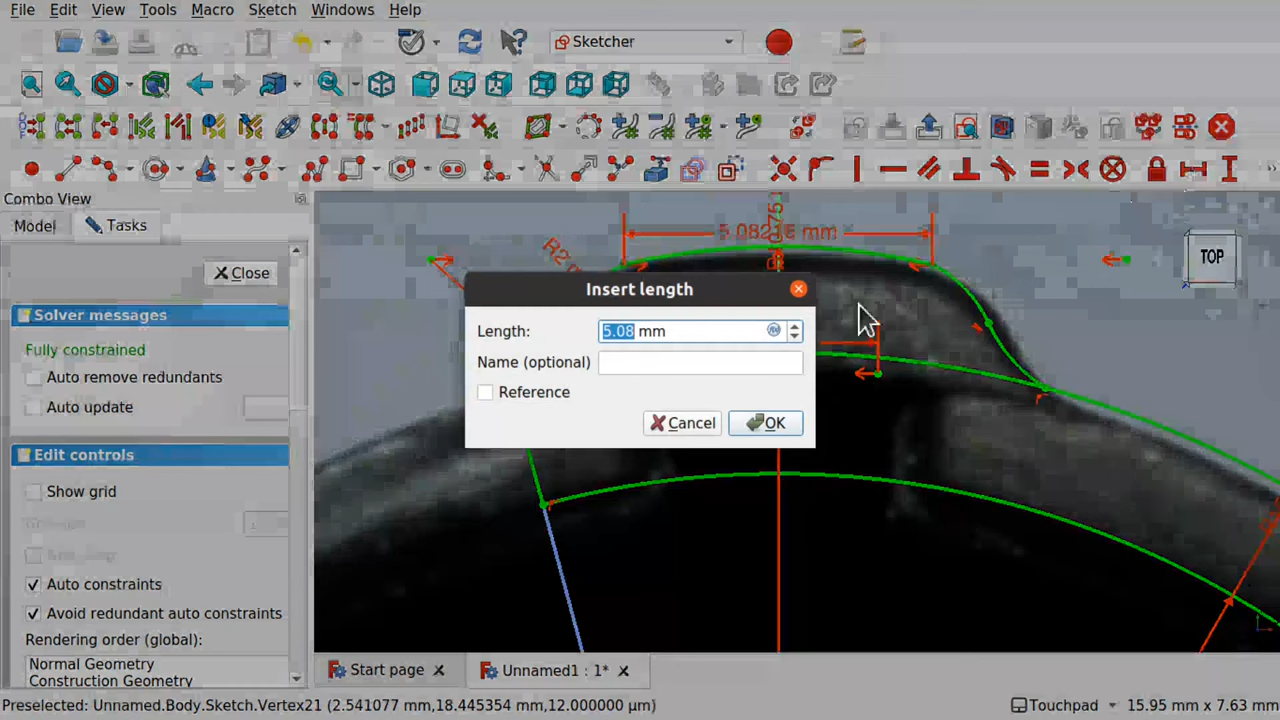 File Edit View Tools Macro Sketch Windows Help
Sketcher
Combo View
Model Tasks
Close
Solver messages
Fully constrained
Auto remove redundants
Auto update
Edit controls
Show grid
Auto constraints
Avoid redundant auto constraints
Rendering order (global):
Normal Geometry
Construction Geometry
TOP
Insert length
Length: 5.08 mm
Name (optional)
Reference
Cancel OK
Start page Unnamed1 : 1*
Preselected: Unnamed.Body.Sketch.Vertex21 (2.541077 mm,18.445354 mm,12.000000 µm) Touchpad 15.95 mm x 7.63 mm